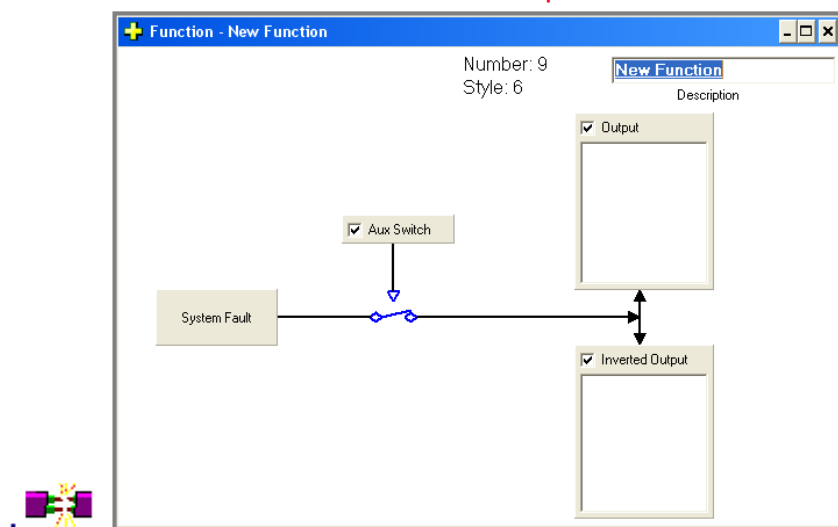 Function - New Function
Number: 9
Style: 6
New Function
Description
Output
Aux Switch
System Fault
Inverted Output